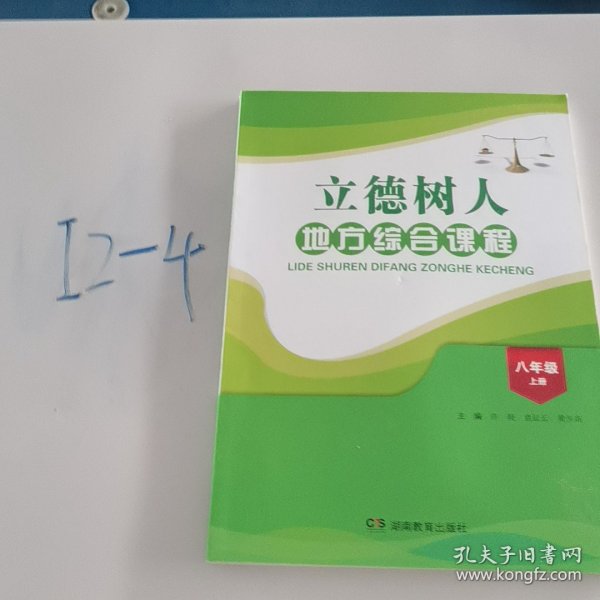 I2-4
立德树人
地方综合课程
LIDE SHUREN DIFANG ZONGHE KECHENG
八年级
上册
主 编
湖南教育出版社
孔夫子旧书网
www.kongfz.com